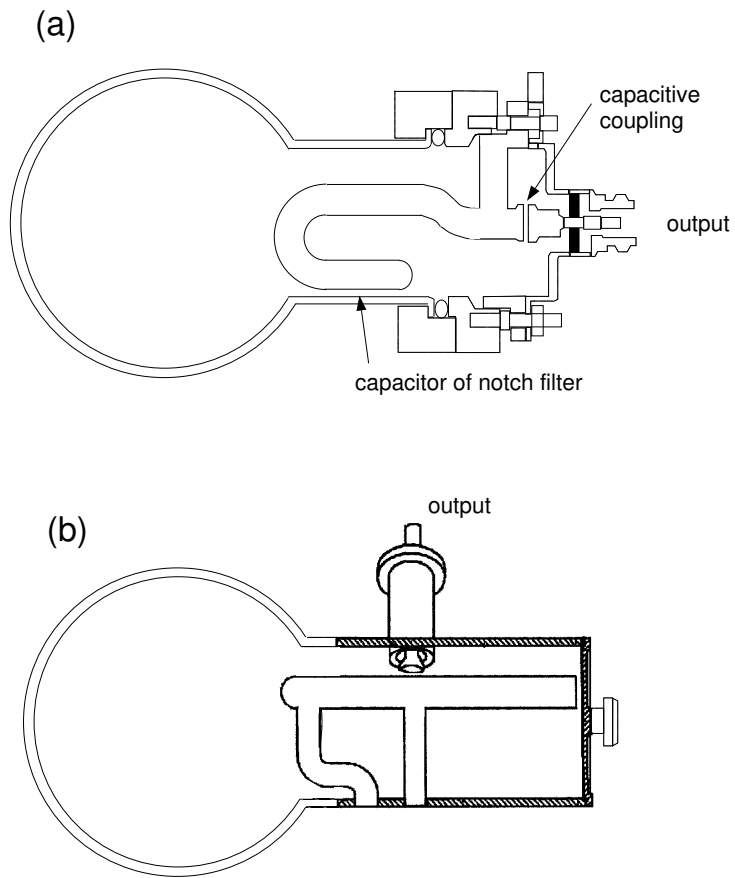 (a)
capacitive
coupling
output
capacitor of notch filter
output
(b)